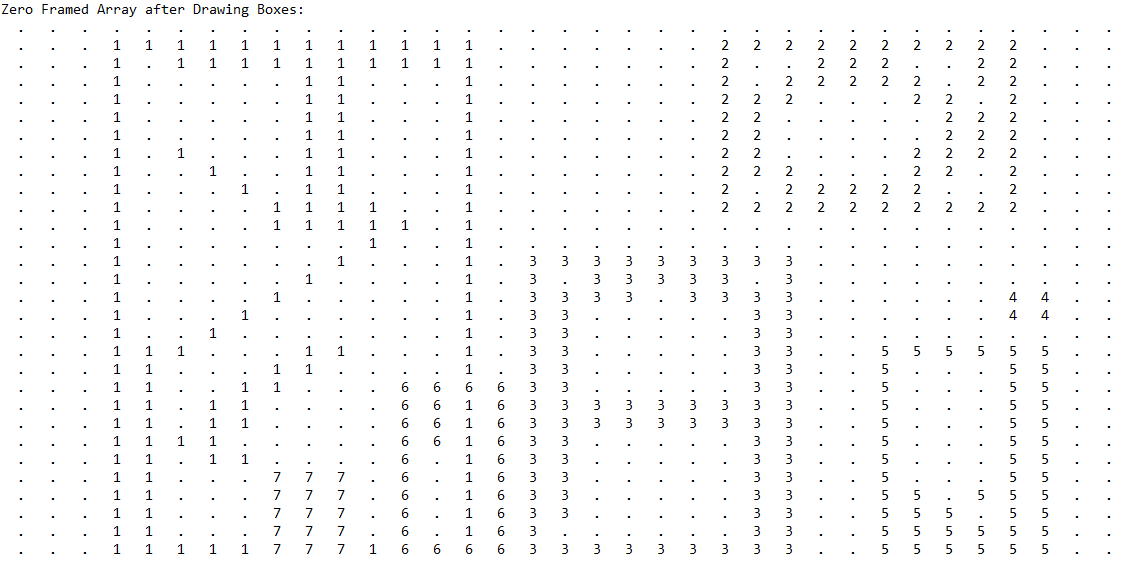 Zero Framed Array after Drawing Boxes:
. . . . . . . . . . . . . . . . . . . . . . . . . . . . . . . . . . .
. . . 1 1 1 1 1 1 1 1 1 1 1 1 . . . . . . . 2 2 2 2 2 2 2 2 2 2 . . .
. . . 1 . 1 1 1 1 1 1 1 1 1 1 . . . . . . . 2 . . 2 2 2 . . 2 2 . . .
. . . 1 . . . . . 1 1 . . . 1 . . . . . . . 2 . 2 2 2 2 2 . 2 2 . . .
. . . 1 . . . . . 1 1 . . . 1 . . . . . . . 2 2 2 . . . 2 2 . 2 . . .
. . . 1 . . . . . 1 1 . . . 1 . . . . . . . 2 2 . . . . . 2 2 2 . . .
. . . 1 . . . . . 1 1 . . . 1 . . . . . . . 2 2 . . . . . 2 2 2 . . .
. . . 1 . 1 . . . 1 1 . . . 1 . . . . . . . 2 2 . . . . 2 2 2 2 . . .
. . . 1 . . 1 . . 1 1 . . . 1 . . . . . . . 2 2 2 . . . 2 2 . 2 . . .
. . . 1 . . . 1 . 1 1 . . . 1 . . . . . . . 2 . 2 2 2 2 2 . . 2 . . .
. . . 1 . . . . 1 1 1 1 . . 1 . . . . . . . 2 2 2 2 2 2 2 2 2 2 . . .
. . . 1 . . . . 1 1 1 1 1 . 1 . . . . . . . . . . . . . . . . . . . .
. . . 1 . . . . . . . 1 . . 1 . . . . . . . . . . . . . . . . . . . .
. . . 1 . . . . . . 1 . . . 1 . 3 3 3 3 3 3 3 3 3 . . . . . . . . . .
. . . 1 . . . . . 1 . . . . 1 . 3 . 3 3 3 3 3 . 3 . . . . . . . . . .
. . . 1 . . . . 1 . . . . . 1 . 3 3 3 3 . 3 3 3 3 . . . . . . 4 4 . .
. . . 1 . . . 1 . . . . . . 1 . 3 3 . . . . . 3 3 . . . . . . 4 4 . .
. . . 1 . . 1 . . . . . . . 1 . 3 3 . . . . . 3 3 . . . . . . . . . .
. . . 1 1 1 . . . 1 1 . . . 1 . 3 3 . . . . . 3 3 . . 5 5 5 5 5 5 . .
. . . 1 1 . . . 1 1 . . . . 1 . 3 3 . . . . . 3 3 . . 5 . . . 5 5 . .
. . . 1 1 . . 1 1 . . . 6 6 6 6 3 3 . . . . . 3 3 . . 5 . . . 5 5 . .
. . . 1 1 . 1 1 . . . . 6 6 1 6 3 3 3 3 3 3 3 3 3 . . 5 . . . 5 5 . .
. . . 1 1 . 1 1 . . . . 6 6 1 6 3 3 3 3 3 3 3 3 3 . . 5 . . . 5 5 . .
. . . 1 1 1 1 . . . . . 6 6 1 6 3 3 . . . . . 3 3 . . 5 . . . 5 5 . .
. . . 1 1 . 1 1 . . . . 6 . 1 6 3 3 . . . . . 3 3 . . 5 . . . 5 5 . .
. . . 1 1 . . . 7 7 7 . 6 . 1 6 3 3 . . . . . 3 3 . . 5 . . . 5 5 . .
. . . 1 1 . . . 7 7 7 . 6 . 1 6 3 3 . . . . . 3 3 . . 5 5 . 5 5 5 . .
. . . 1 1 . . . 7 7 7 . 6 . 1 6 3 3 . . . . . 3 3 . . 5 5 5 . 5 5 . .
. . . 1 1 . . . 7 7 7 . 6 . 1 6 3 . . . . . . 3 3 . . 5 5 5 5 5 5 . .
. . . 1 1 1 1 1 7 7 7 1 6 6 6 6 3 3 3 3 3 3 3 3 3 . . 5 5 5 5 5 5 . .